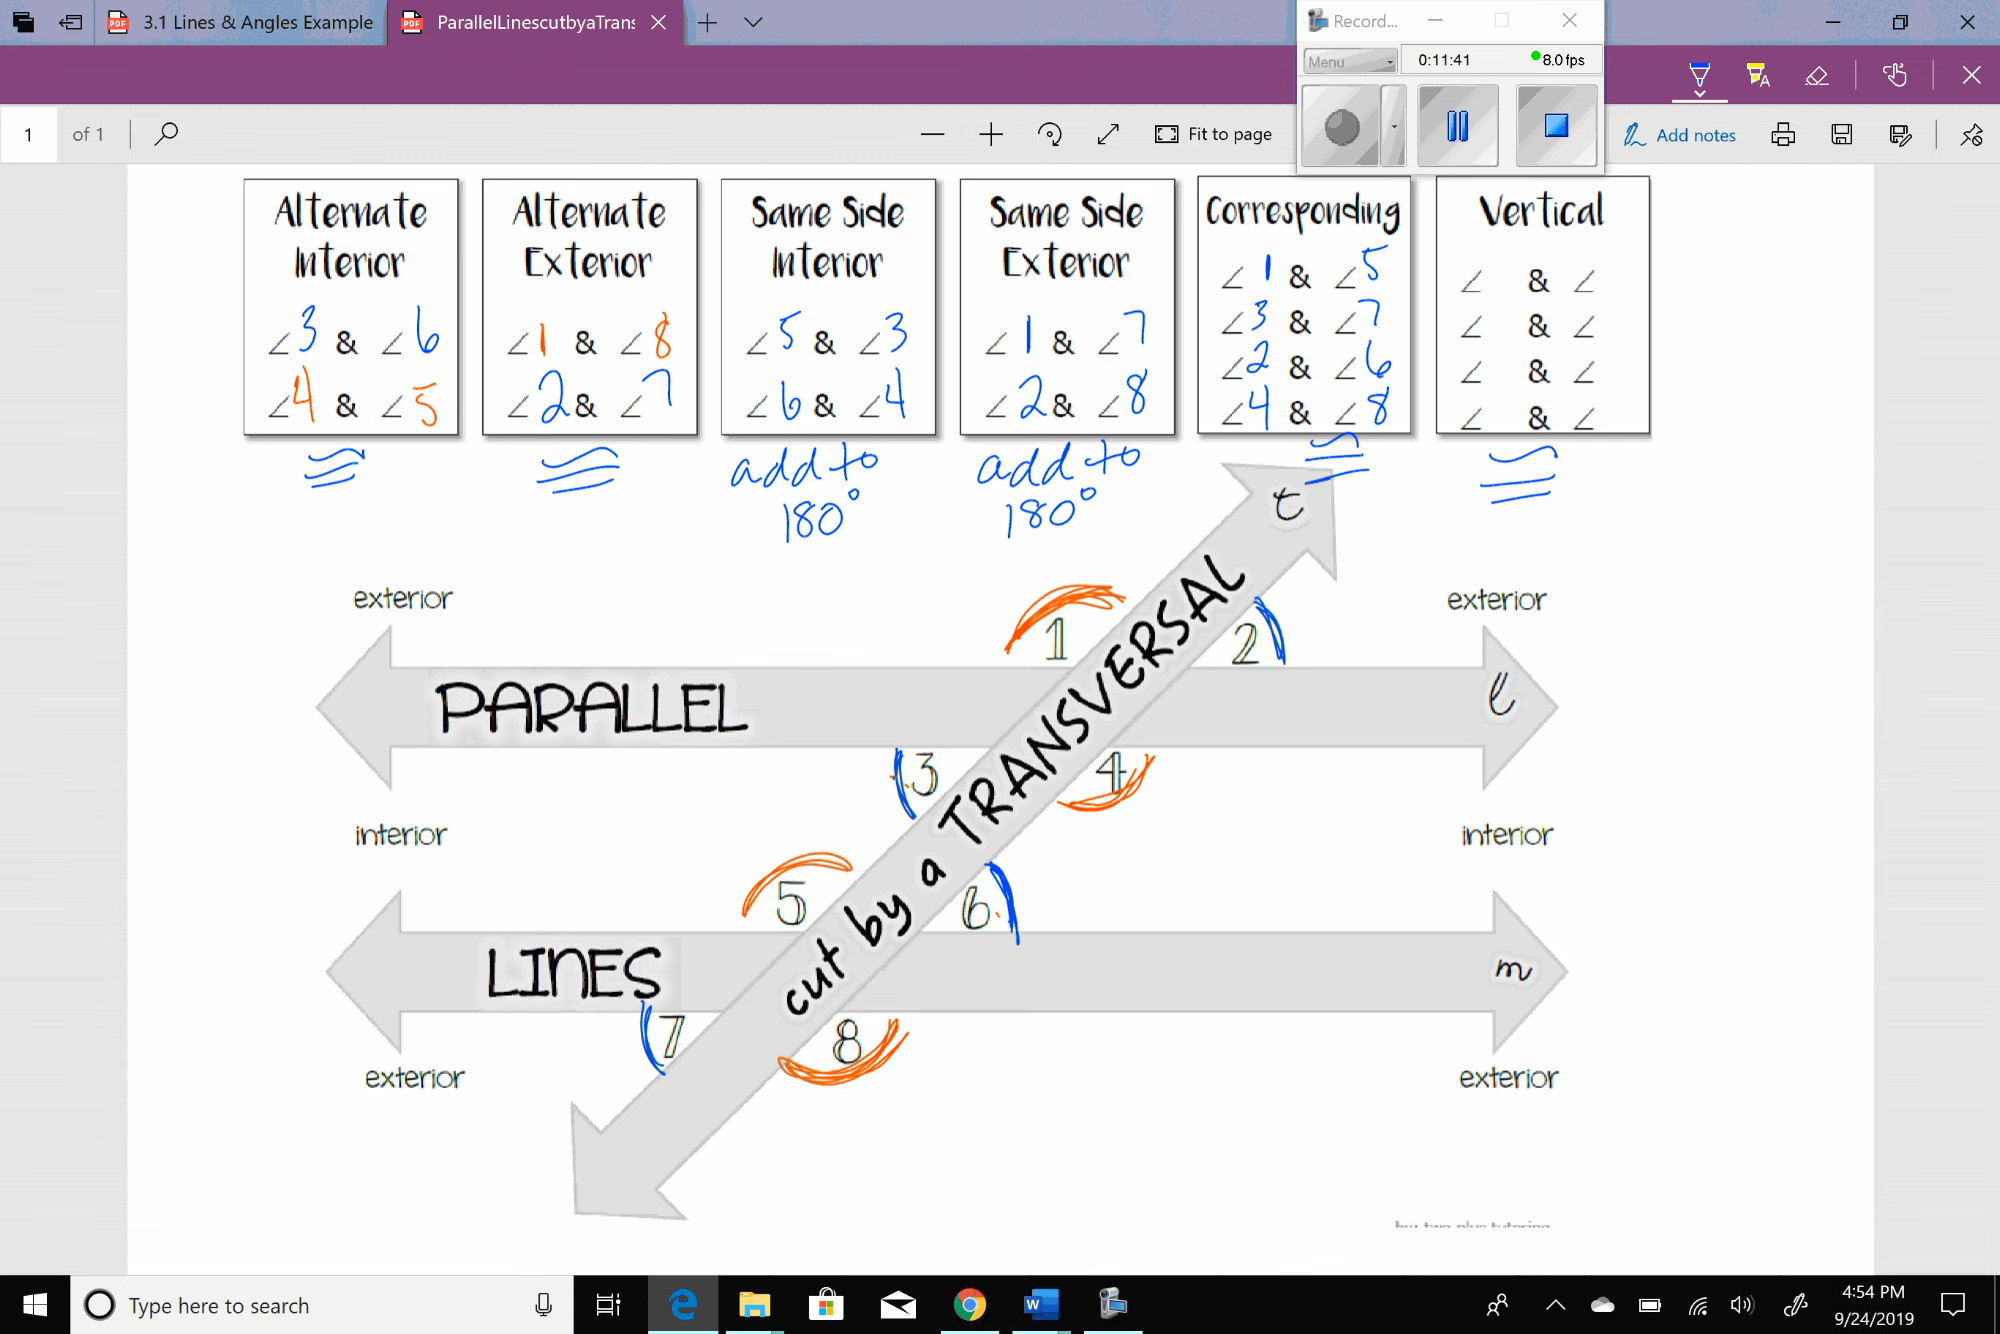 3.1 Lines & Angles Example
ParallelLinescutbyaTrans
Record...
Menu
0:11:41
8.0 fps
1 of 1
Fit to page
Add notes
Alternate
Interior
∠3 & ∠6
∠4 & ∠5
≅
Alternate
Exterior
∠1 & ∠8
∠2 & ∠7
≅
Same Side
Interior
∠5 & ∠3
∠6 & ∠4
add to
180°
Same Side
Exterior
∠1 & ∠7
∠2 & ∠8
add to
180°
Corresponding
∠1 & ∠5
∠3 & ∠7
∠2 & ∠6
∠4 & ∠8
≅
Vertical
∠ & ∠
∠ & ∠
∠ & ∠
∠ & ∠
≅
t
exterior
exterior
1
2
PARALLEL
ℓ
3
4
interior
interior
cut by a TRANSVERSAL
5
6
LINES
m
7
8
exterior
exterior
by: two plus tutoring
Type here to search
4:54 PM
9/24/2019